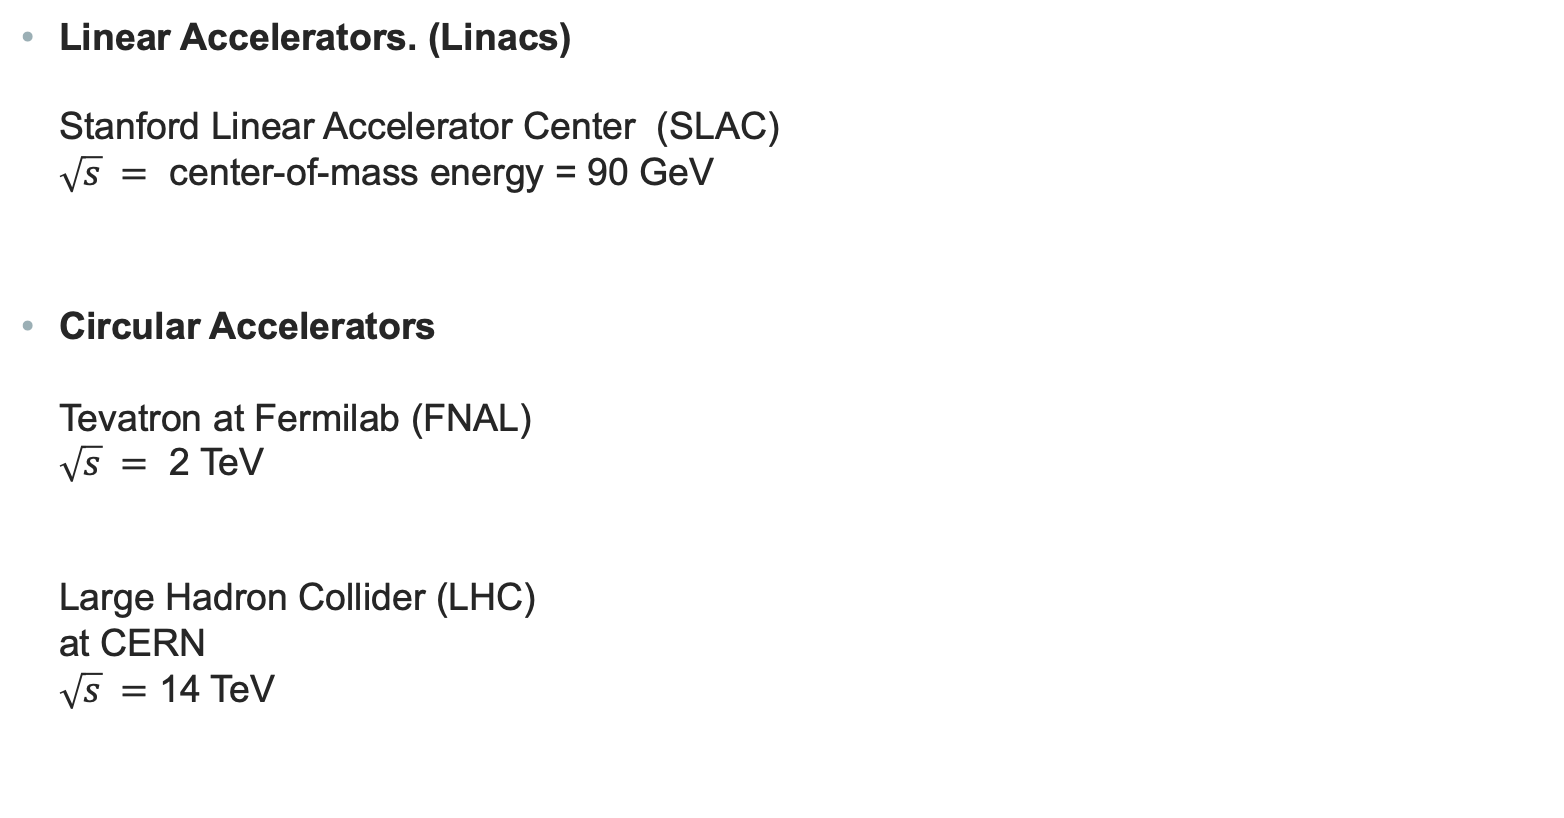 • Linear Accelerators. (Linacs)
Stanford Linear Accelerator Center  (SLAC)
√s = center-of-mass energy = 90 GeV
• Circular Accelerators
Tevatron at Fermilab (FNAL)
√s = 2 TeV
Large Hadron Collider (LHC)
at CERN
√s = 14 TeV